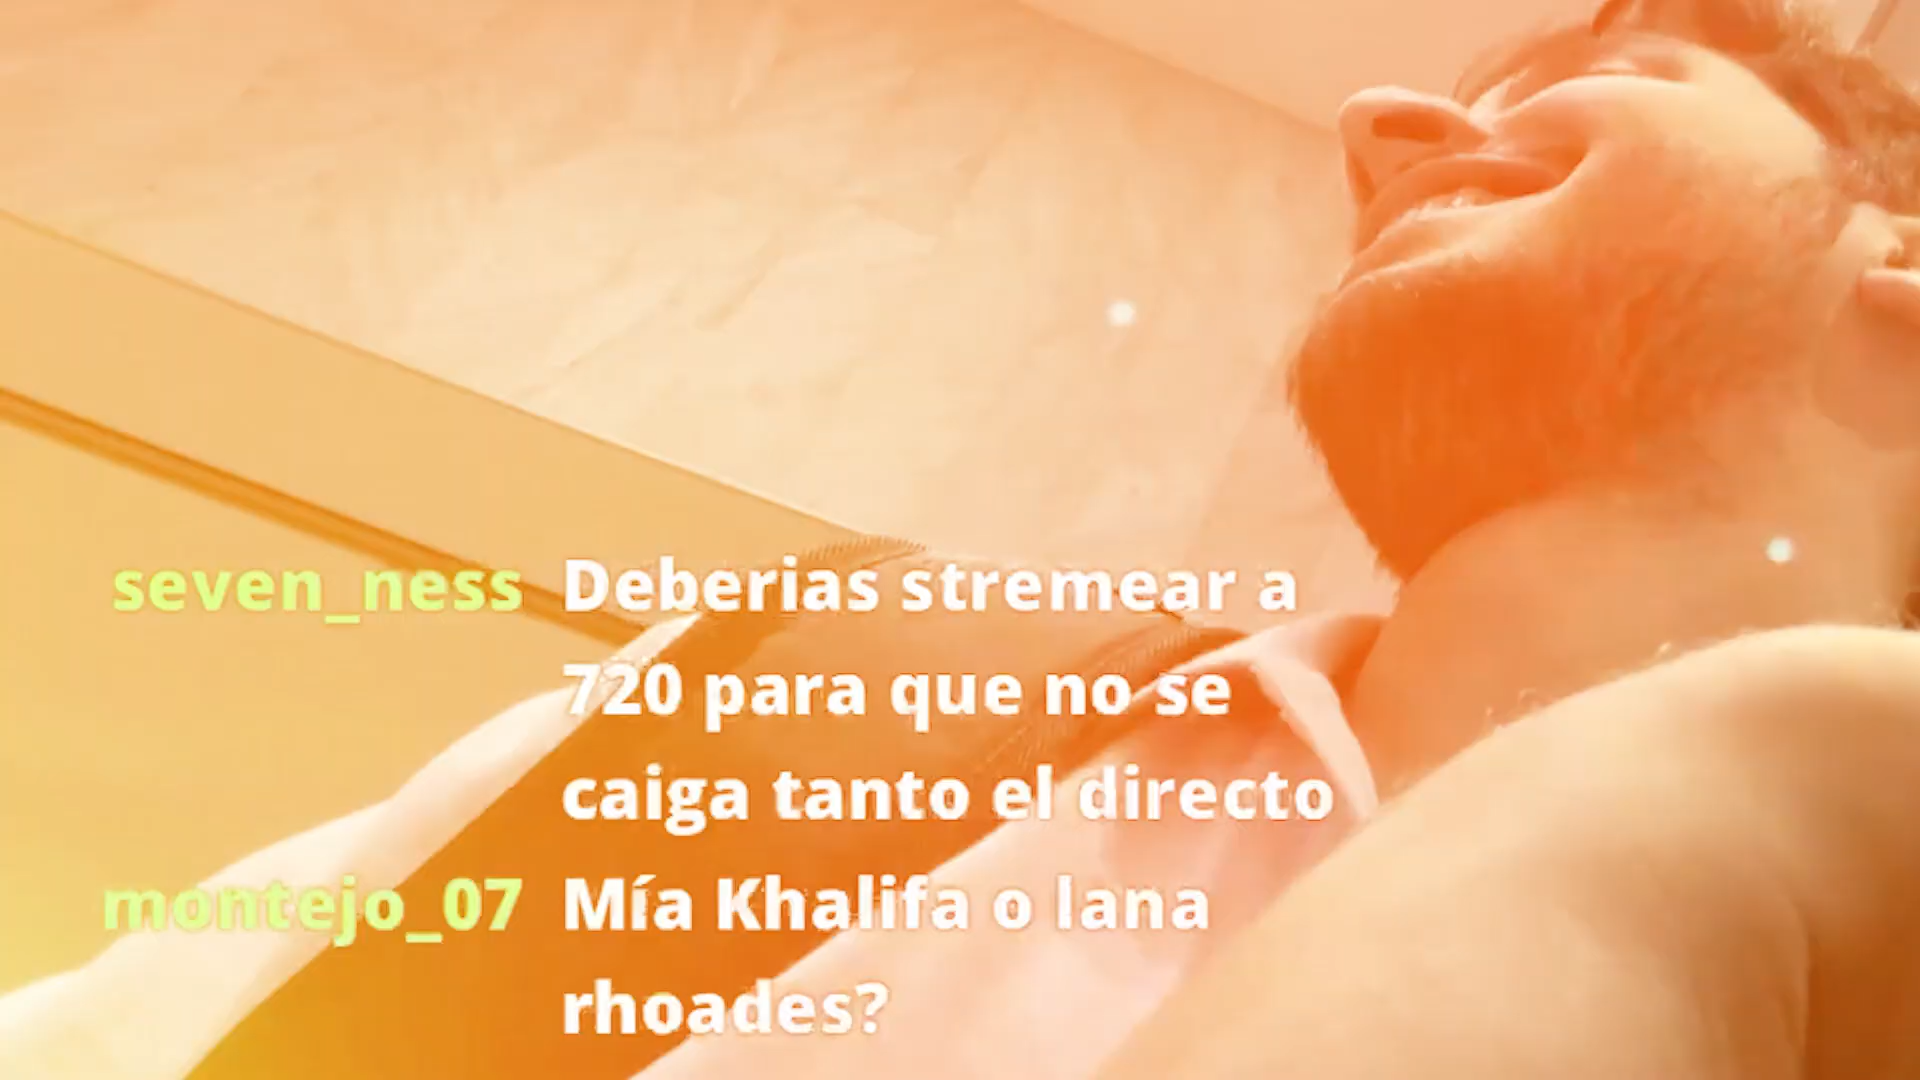 seven_ness Deberias stremear a
720 para que no se
caiga tanto el directo
montejo_07 Mía Khalifa o lana
rhoades?